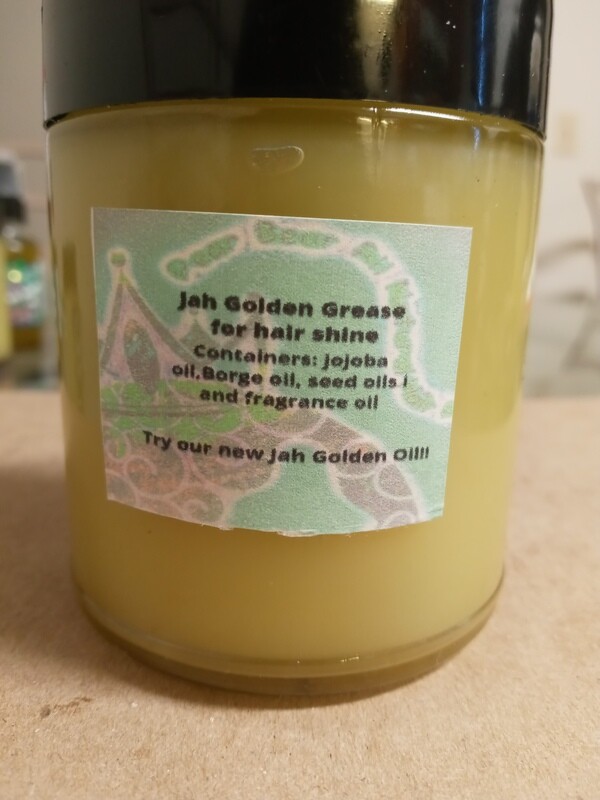 Jah Golden Grease
for hair shine
Containers: Jojoba
oil,Borge oil, seed oils i
and fragrance oil
Try our new Jah Golden Oil!!